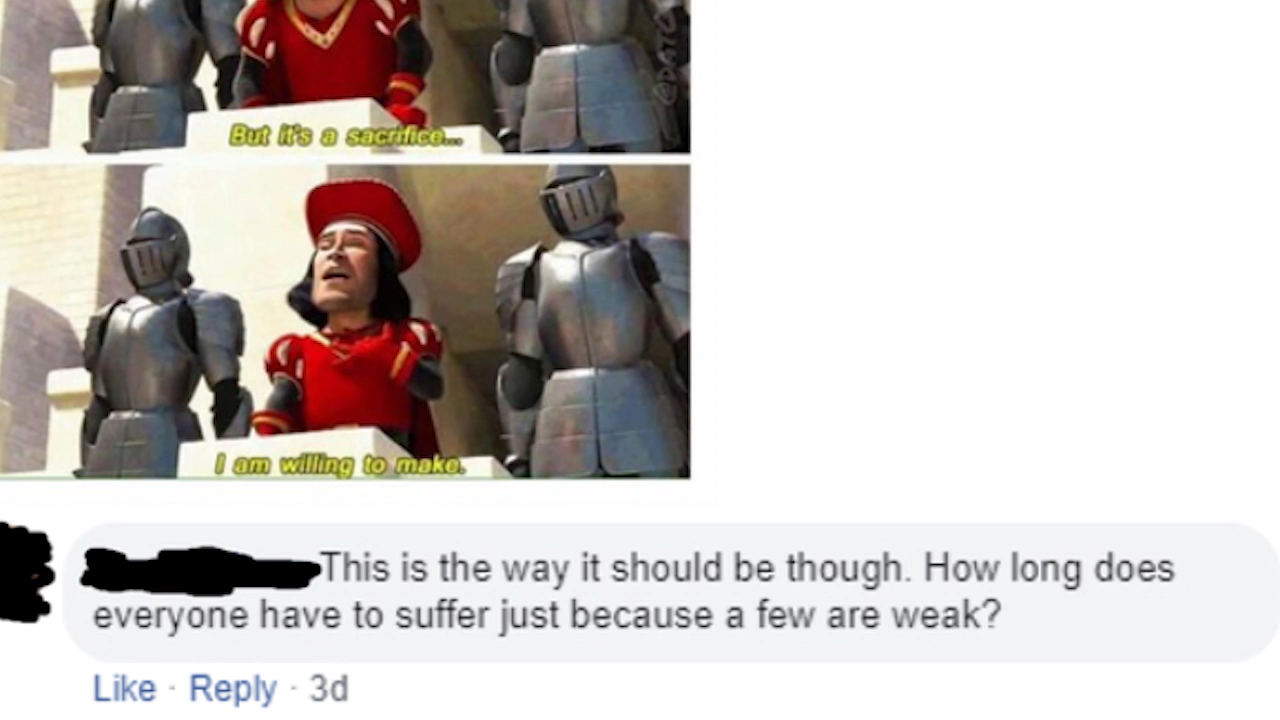 But it's a sacrifice...
I am willing to make.
This is the way it should be though. How long does
everyone have to suffer just because a few are weak?
Like · Reply · 3d